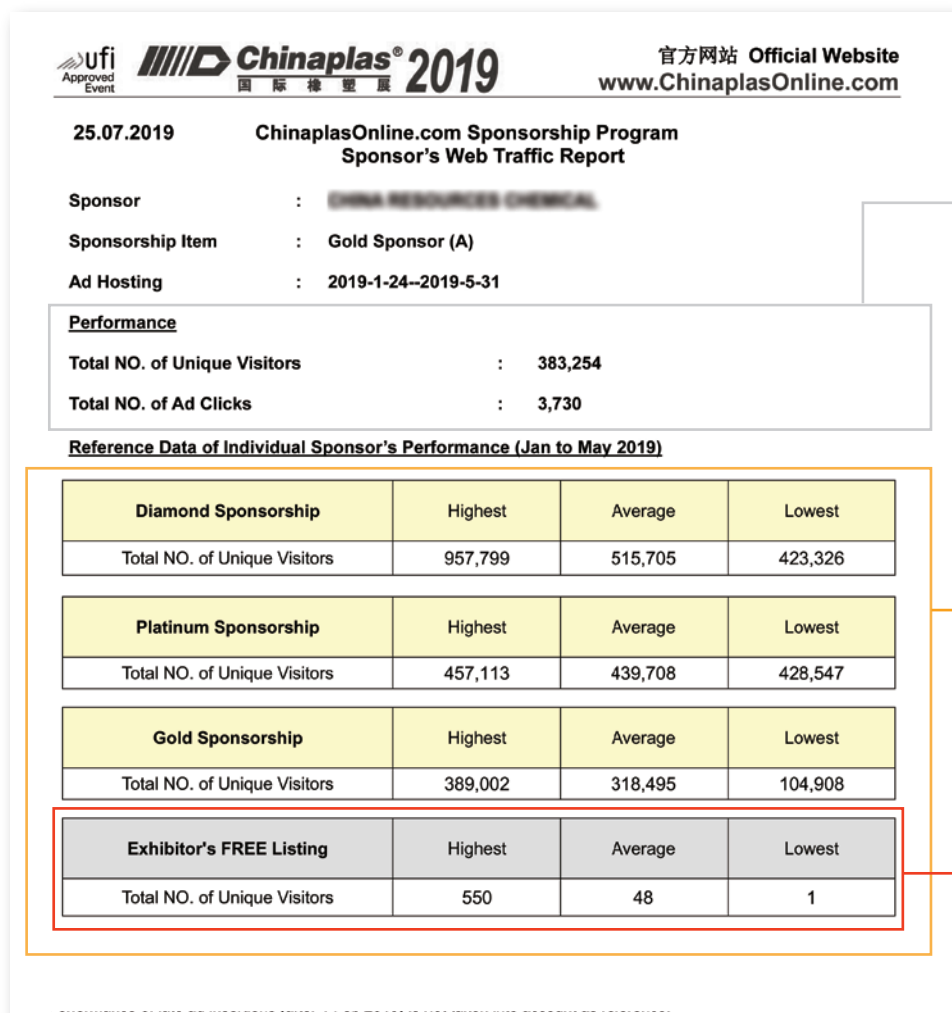 ufi
Approved
Event
Chinaplas® 2019
国际橡塑展
官方网站 Official Website
www.ChinaplasOnline.com
25.07.2019 ChinaplasOnline.com Sponsorship Program
Sponsor's Web Traffic Report
Sponsor :
Sponsorship Item : Gold Sponsor (A)
Ad Hosting : 2019-1-24--2019-5-31
Performance
Total NO. of Unique Visitors : 383,254
Total NO. of Ad Clicks : 3,730
Reference Data of Individual Sponsor's Performance (Jan to May 2019)
Diamond Sponsorship Highest Average Lowest
Total NO. of Unique Visitors 957,799 515,705 423,326
Platinum Sponsorship Highest Average Lowest
Total NO. of Unique Visitors 457,113 439,708 428,547
Gold Sponsorship Highest Average Lowest
Total NO. of Unique Visitors 389,002 318,495 104,908
Exhibitor's FREE Listing Highest Average Lowest
Total NO. of Unique Visitors 550 48 1